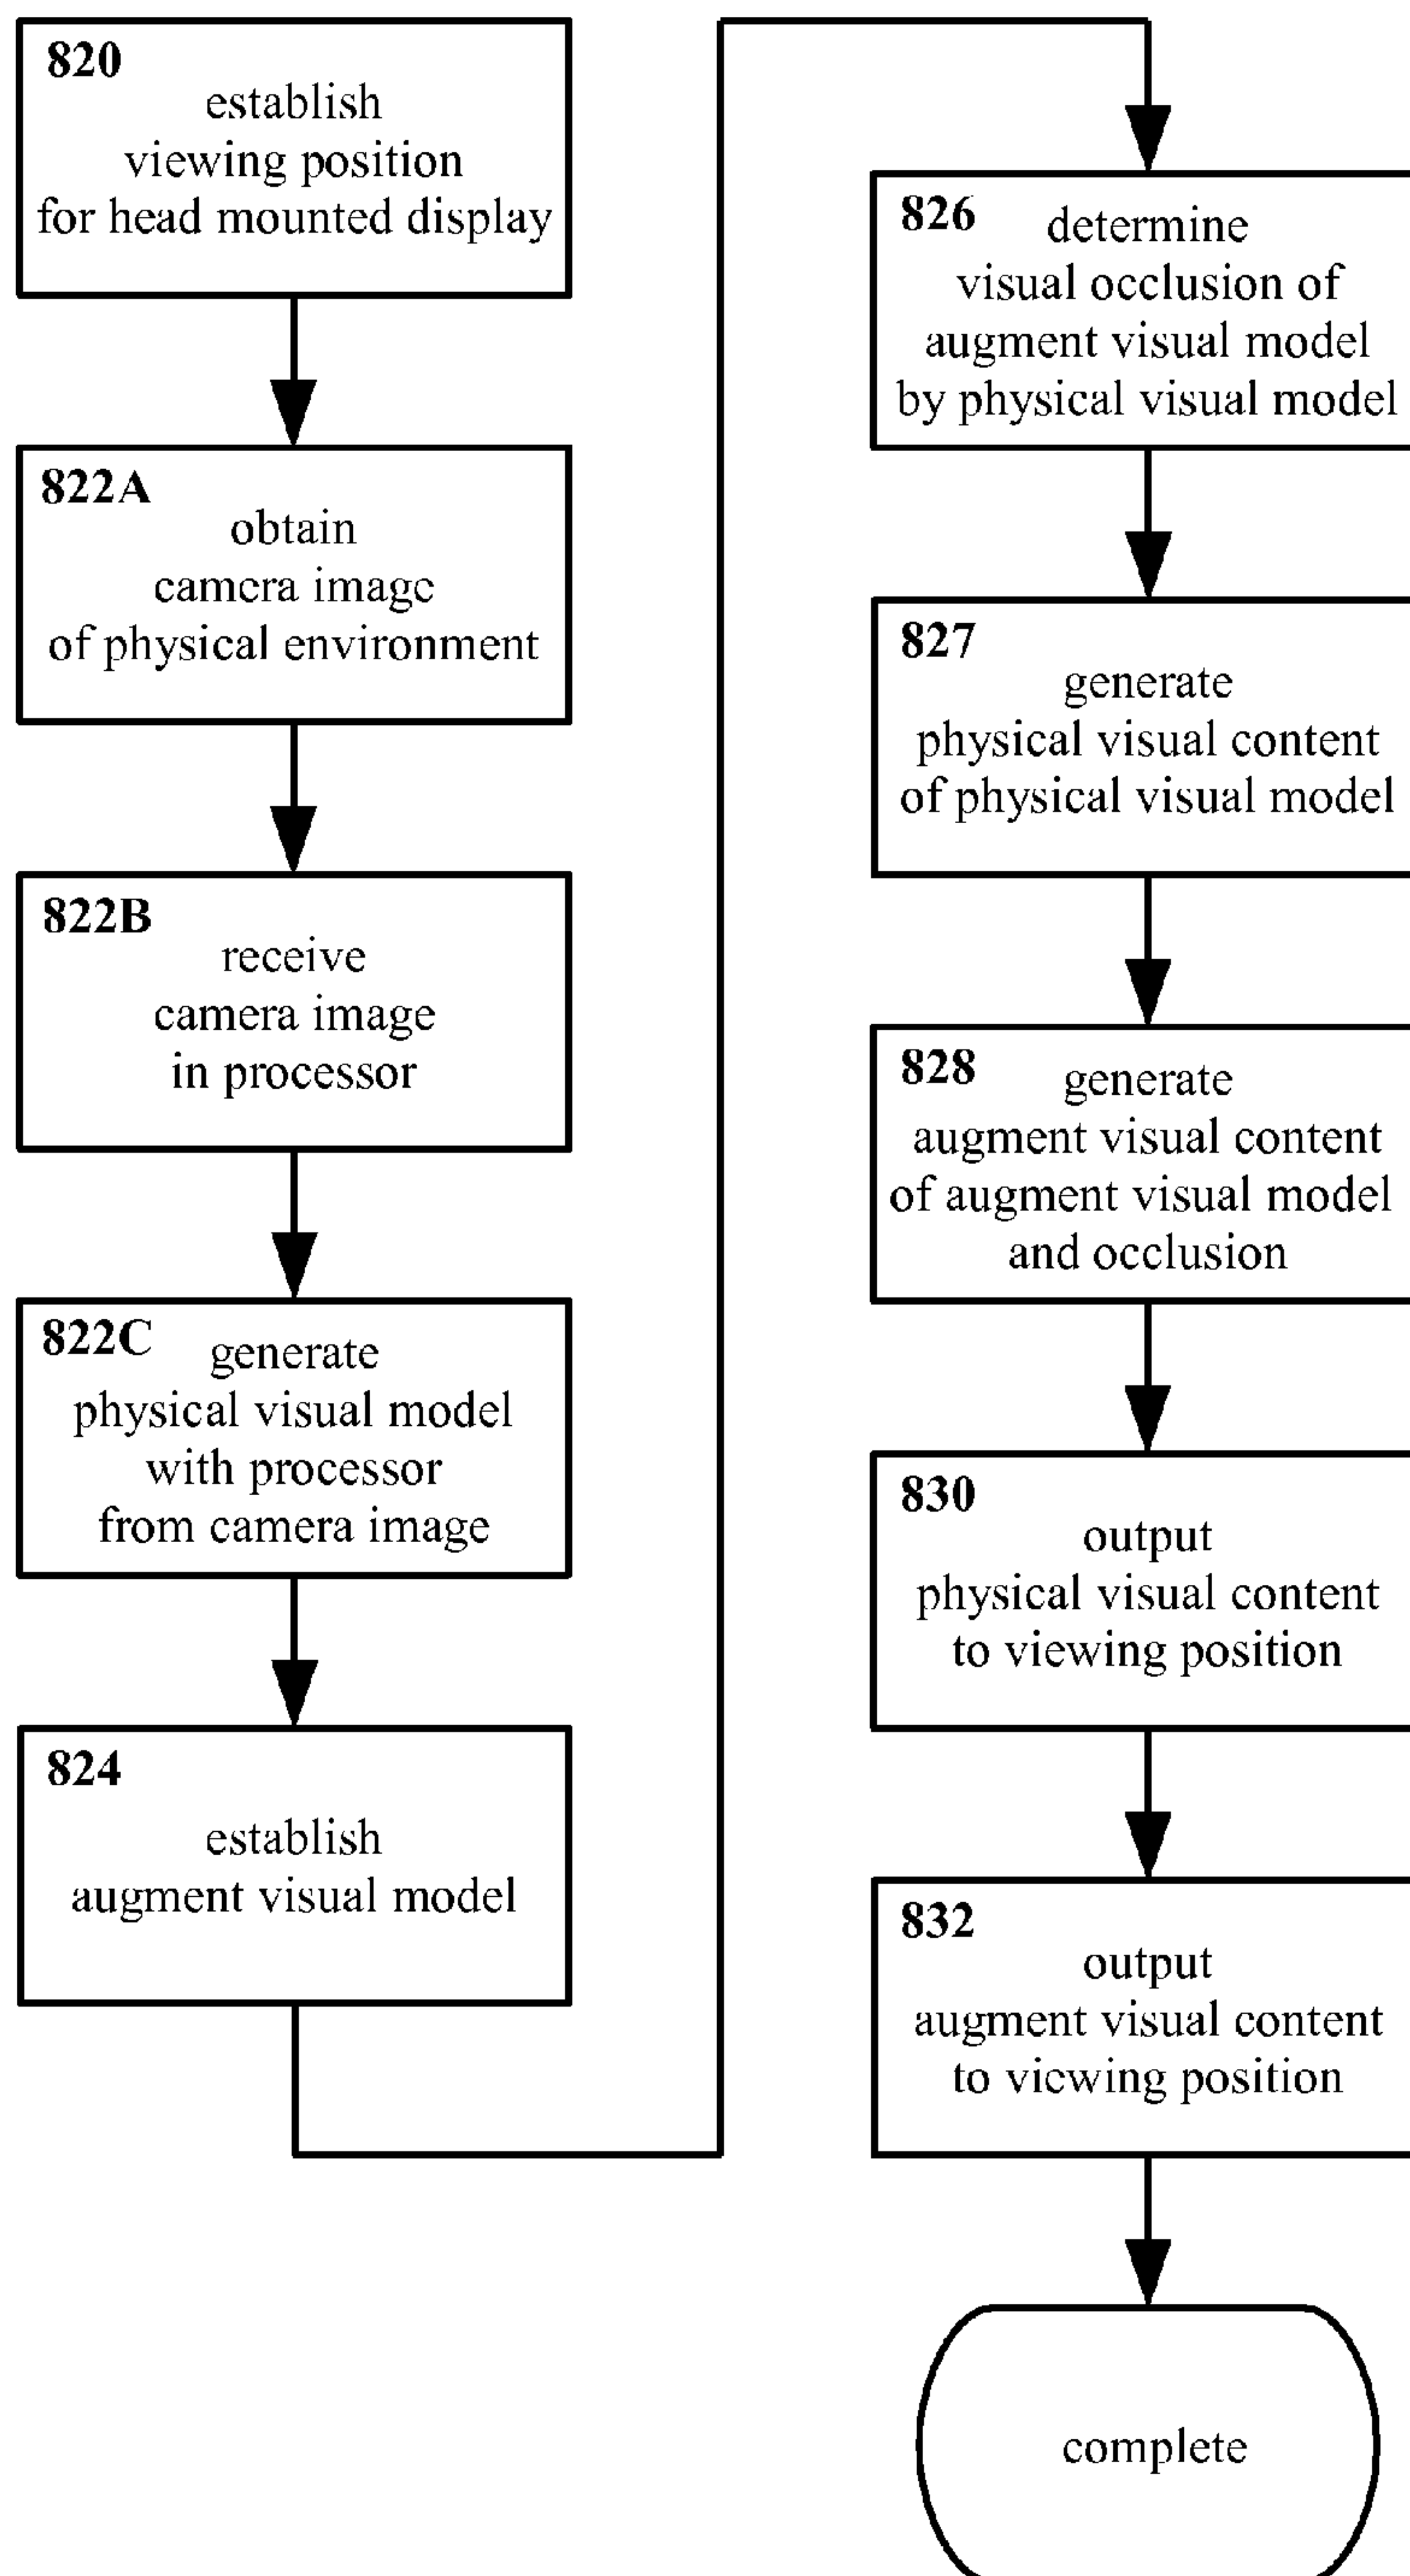 820
establish
viewing position
for head mounted display
822A
obtain
camera image
of physical environment
822B
receive
camera image
in processor
822C
generate
physical visual model
with processor
from camera image
824
establish
augment visual model
826
determine
visual occlusion of
augment visual model
by physical visual model
827
generate
physical visual content
of physical visual model
828
generate
augment visual content
of augment visual model
and occlusion
830
output
physical visual content
to viewing position
832
output
augment visual content
to viewing position
complete